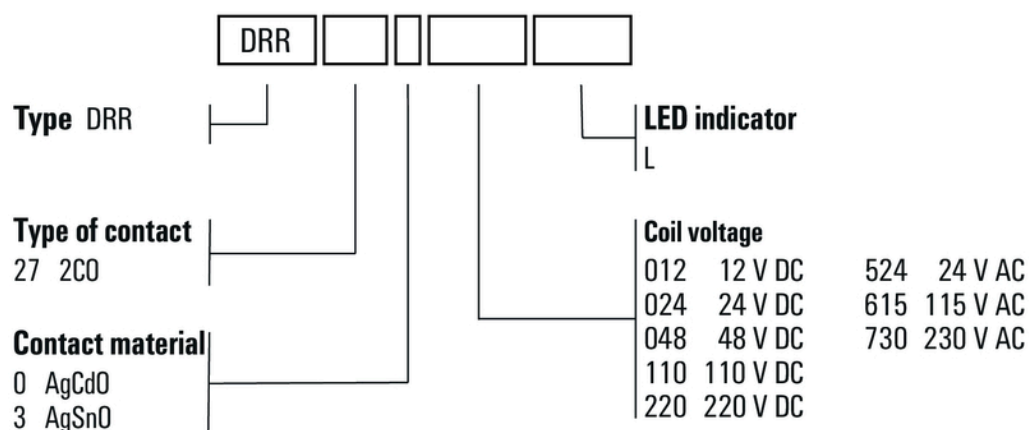 DRR
Type DRR
LED indicator
L
Type of contact
27 2CO
Contact material
0 AgCdO
3 AgSnO
Coil voltage
012 12 V DC 524 24 V AC
024 24 V DC 615 115 V AC
048 48 V DC 730 230 V AC
110 110 V DC
220 220 V DC